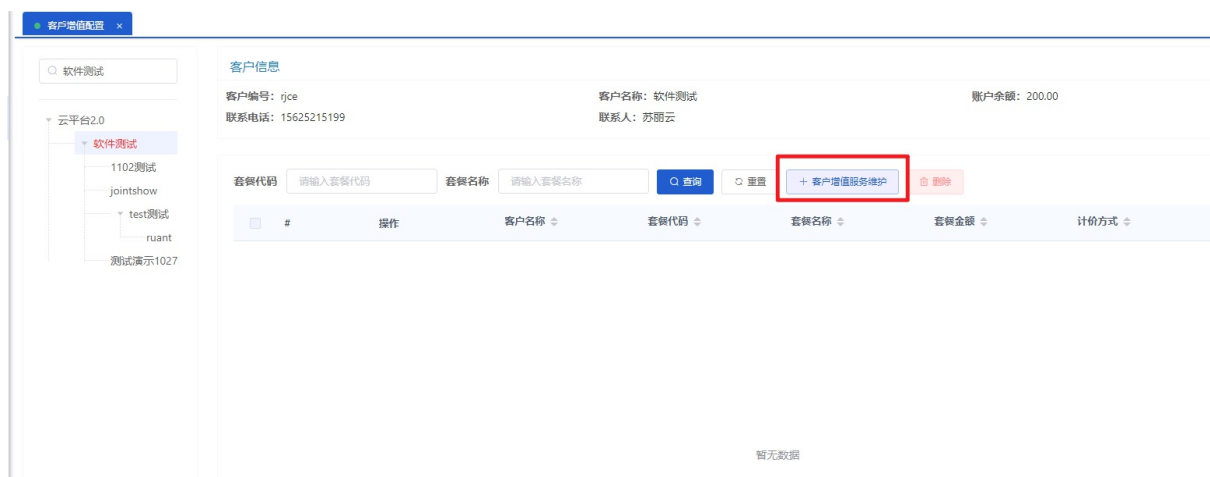 客戶增值配置 ×
软件测试
云平台2.0
软件测试
1102测试
jointshow
test测试
ruant
测试演示1027
客户信息
客户编号：rjce 客户名称：软件测试 账户余额：200.00
联系电话：15625215199 联系人：苏丽云
套餐代码 请输入套餐代码 套餐名称 请输入套餐名称 查询 重置 + 客户增值服务维护 删除
# 操作 客户名称 套餐代码 套餐名称 套餐金额 计价方式
暂无数据